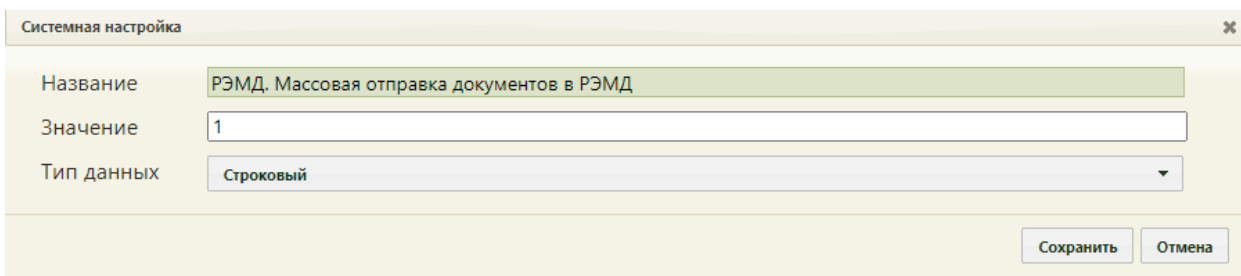 Системная настройка
Название РЭМД. Массовая отправка документов в РЭМД
Значение 1
Тип данных Строковый
Сохранить Отмена